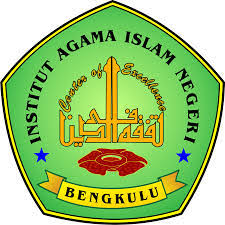 INSTITUT AGAMA ISLAM NEGERI
Center of Excellence
BENGKULU